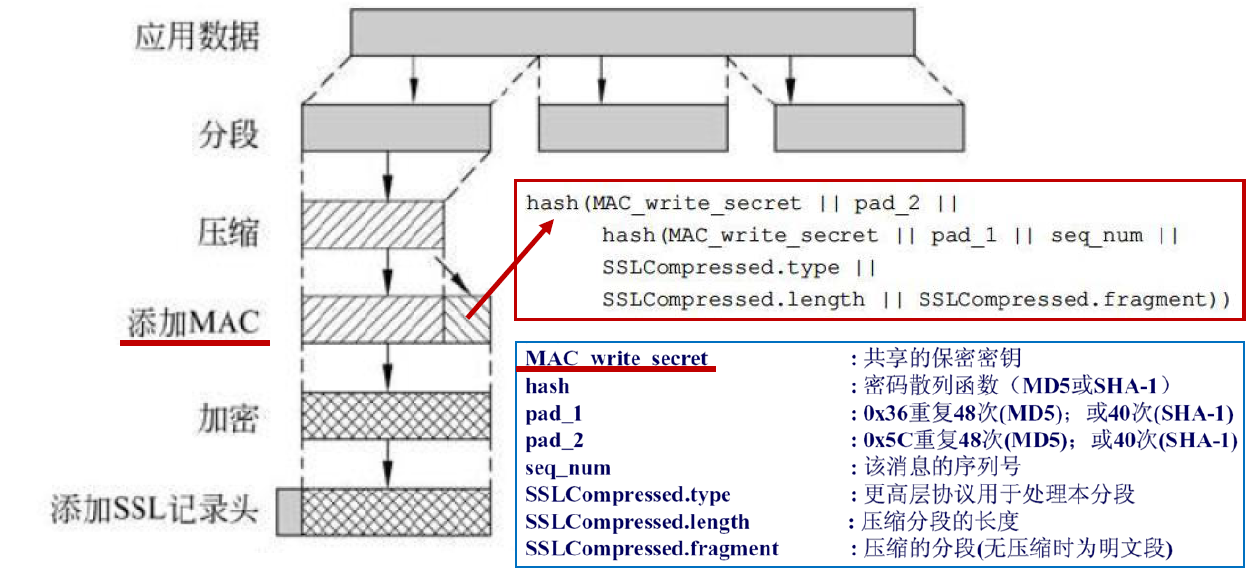 应用数据
分段
压缩
添加MAC
加密
添加SSL记录头
hash(MAC_write_secret || pad_2 ||
hash(MAC_write_secret || pad_1 || seq_num ||
SSLCompressed.type ||
SSLCompressed.length || SSLCompressed.fragment))
MAC_write_secret : 共享的保密密钥
hash : 密码散列函数（MD5或SHA-1）
pad_1 : 0x36重复48次(MD5)；或40次(SHA-1)
pad_2 : 0x5C重复48次(MD5)；或40次(SHA-1)
seq_num : 该消息的序列号
SSLCompressed.type : 更高层协议用于处理本分段
SSLCompressed.length : 压缩分段的长度
SSLCompressed.fragment : 压缩的分段(无压缩时为明文段)